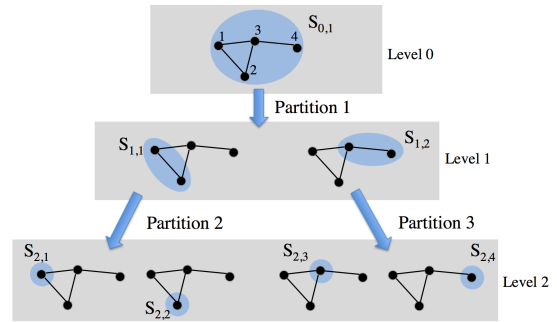 S0,1
1 3 4
2
Level 0
Partition 1
S1,1
S1,2
Level 1
Partition 2
Partition 3
S2,1
S2,2
S2,3
S2,4
Level 2